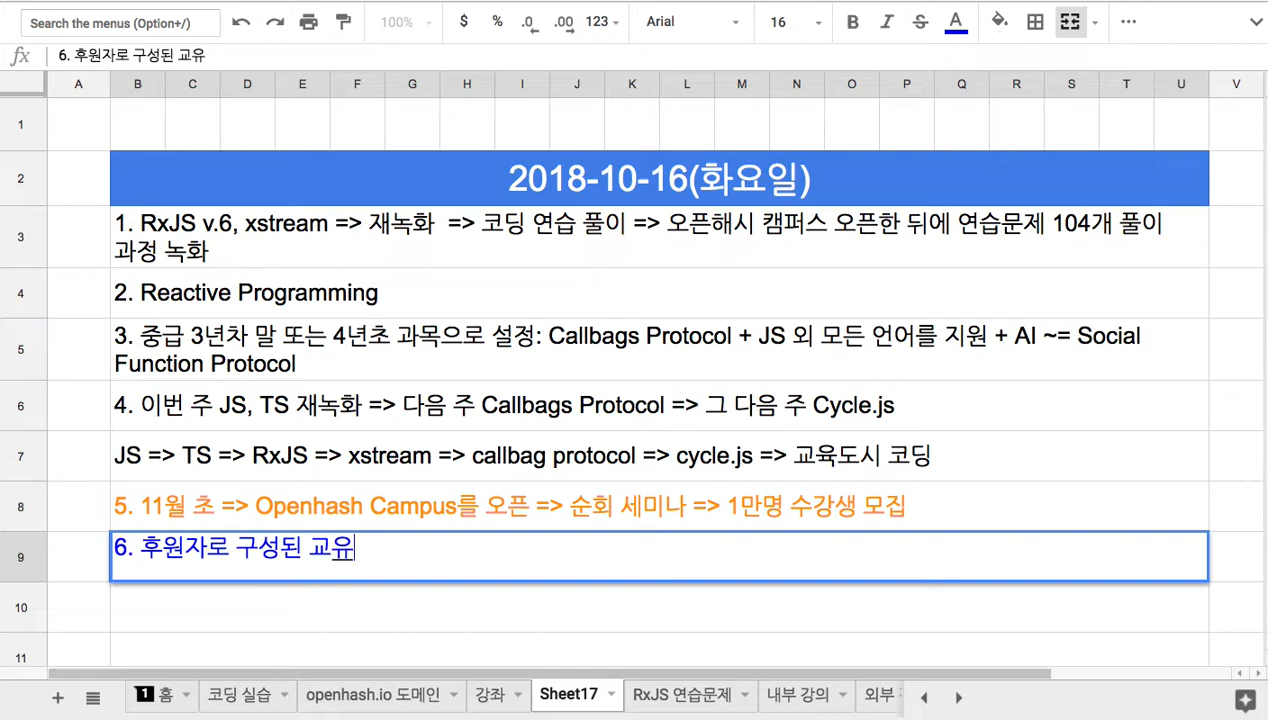 Search the menus (Option+/) 100% $ % .0 .00 123 Arial 16 B I S A
fx 6. 후원자로 구성된 교유
A B C D E F G H I J K L M N O P Q R S T U V
1
2 2018-10-16(화요일)
3 1. RxJS v.6, xstream => 재녹화 => 코딩 연습 풀이 => 오픈해시 캠퍼스 오픈한 뒤에 연습문제 104개 풀이
과정 녹화
4 2. Reactive Programming
5 3. 중급 3년차 말 또는 4년초 과목으로 설정: Callbags Protocol + JS 외 모든 언어를 지원 + AI ~= Social
Function Protocol
6 4. 이번 주 JS, TS 재녹화 => 다음 주 Callbags Protocol => 그 다음 주 Cycle.js
7 JS => TS => RxJS => xstream => callbag protocol => cycle.js => 교육도시 코딩
8 5. 11월 초 => Openhash Campus를 오픈 => 순회 세미나 => 1만명 수강생 모집
9 6. 후원자로 구성된 교유
10
11
1 홈 코딩 실습 openhash.io 도메인 강좌 Sheet17 RxJS 연습문제 내부 강의 외부